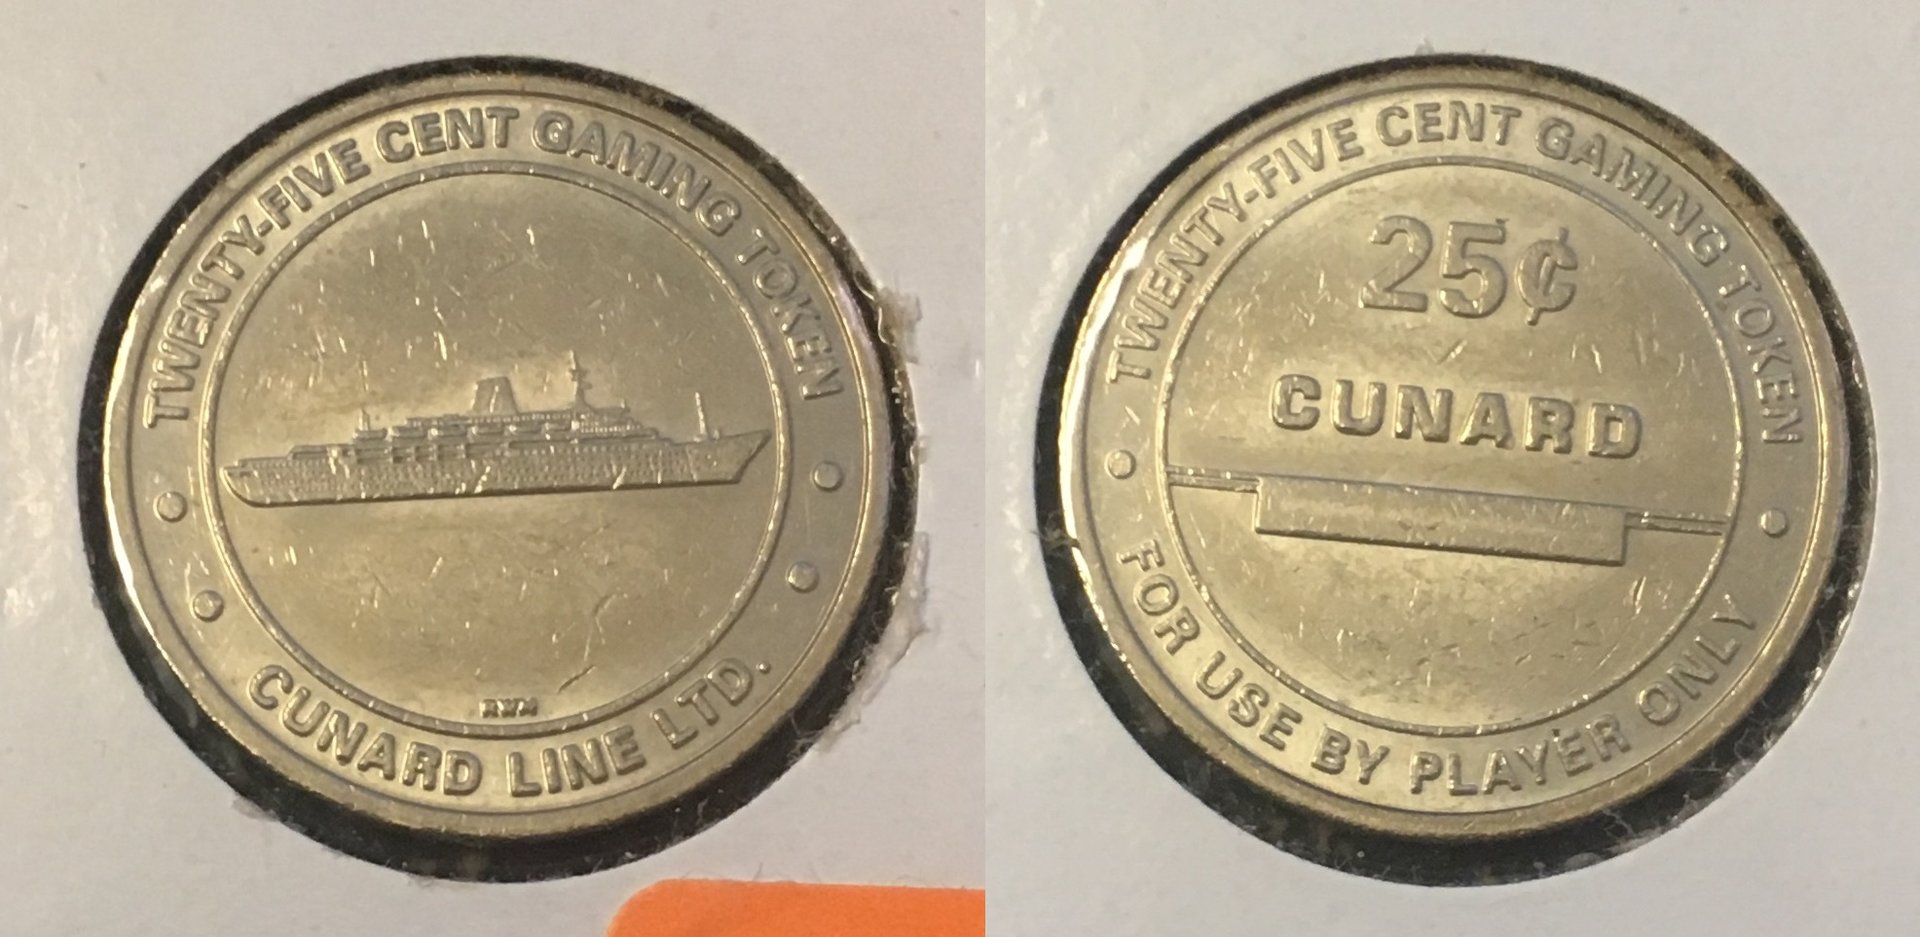 TWENTY-FIVE CENT GAMING TOKEN
RWM
CUNARD LINE LTD.
TWENTY-FIVE CENT GAMING TOKEN
25¢
CUNARD
FOR USE BY PLAYER ONLY